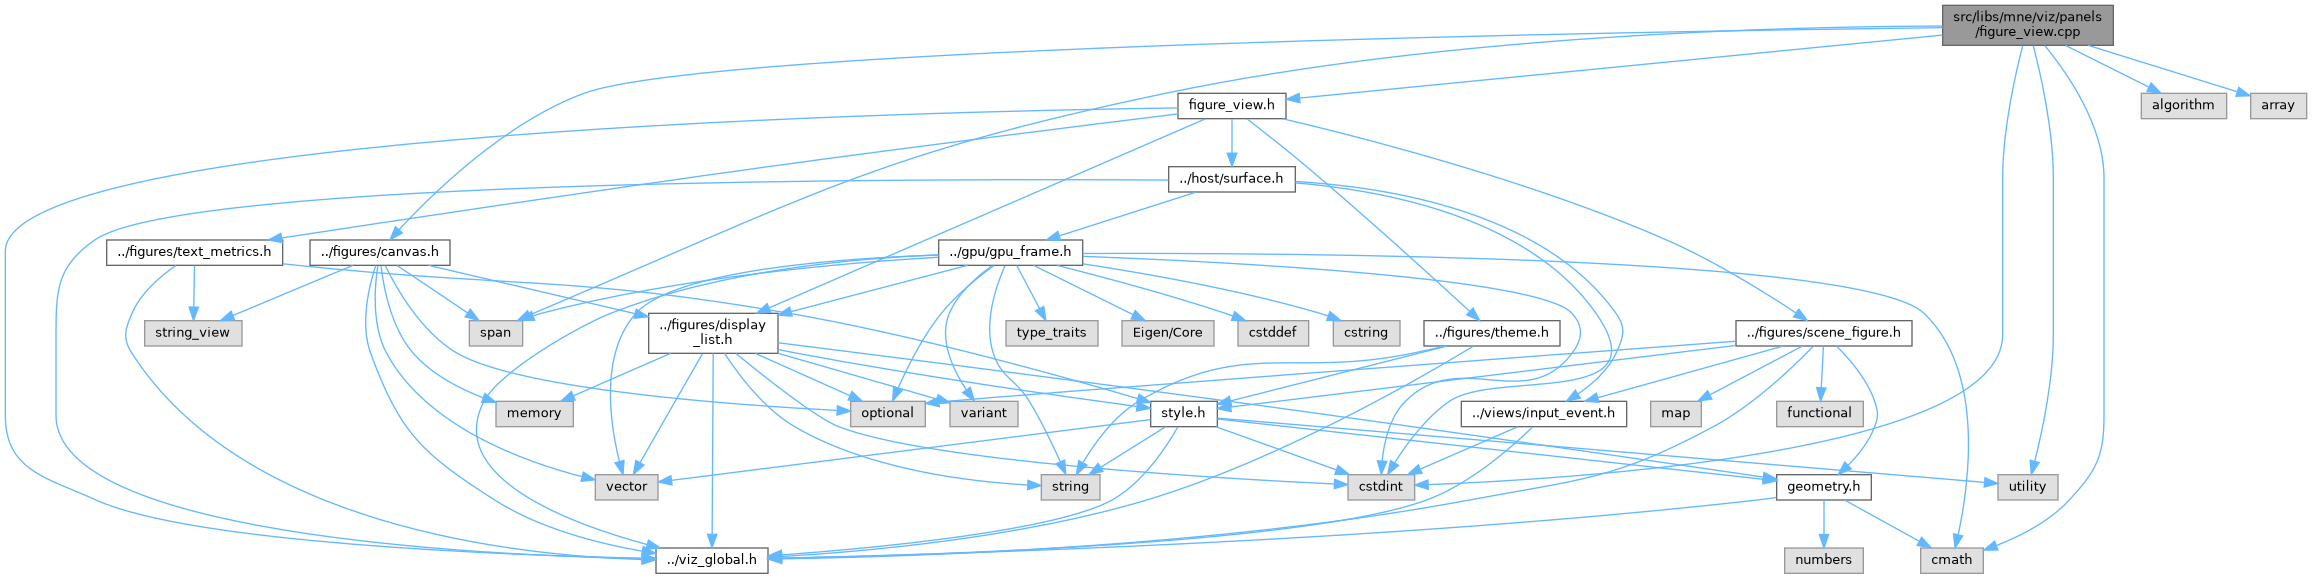 src/libs/mne/viz/panels
/figure_view.cpp
figure_view.h
algorithm
array
../host/surface.h
../figures/text_metrics.h
../figures/canvas.h
../gpu/gpu_frame.h
string_view
span
../figures/display
_list.h
type_traits
Eigen/Core
cstddef
cstring
../figures/theme.h
../figures/scene_figure.h
memory
optional
variant
style.h
../views/input_event.h
map
functional
vector
string
cstdint
geometry.h
utility
../viz_global.h
numbers
cmath